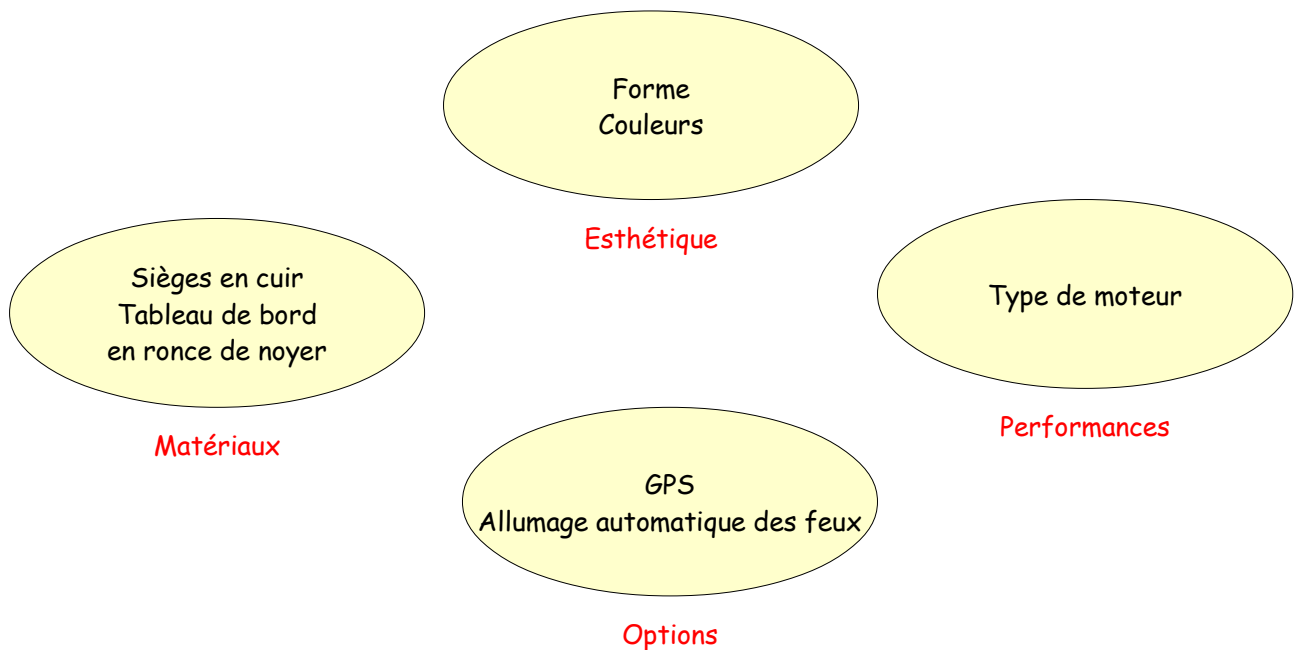 Forme
Couleurs
Esthétique
Sièges en cuir
Tableau de bord
en ronce de noyer
Matériaux
Type de moteur
Performances
GPS
Allumage automatique des feux
Options